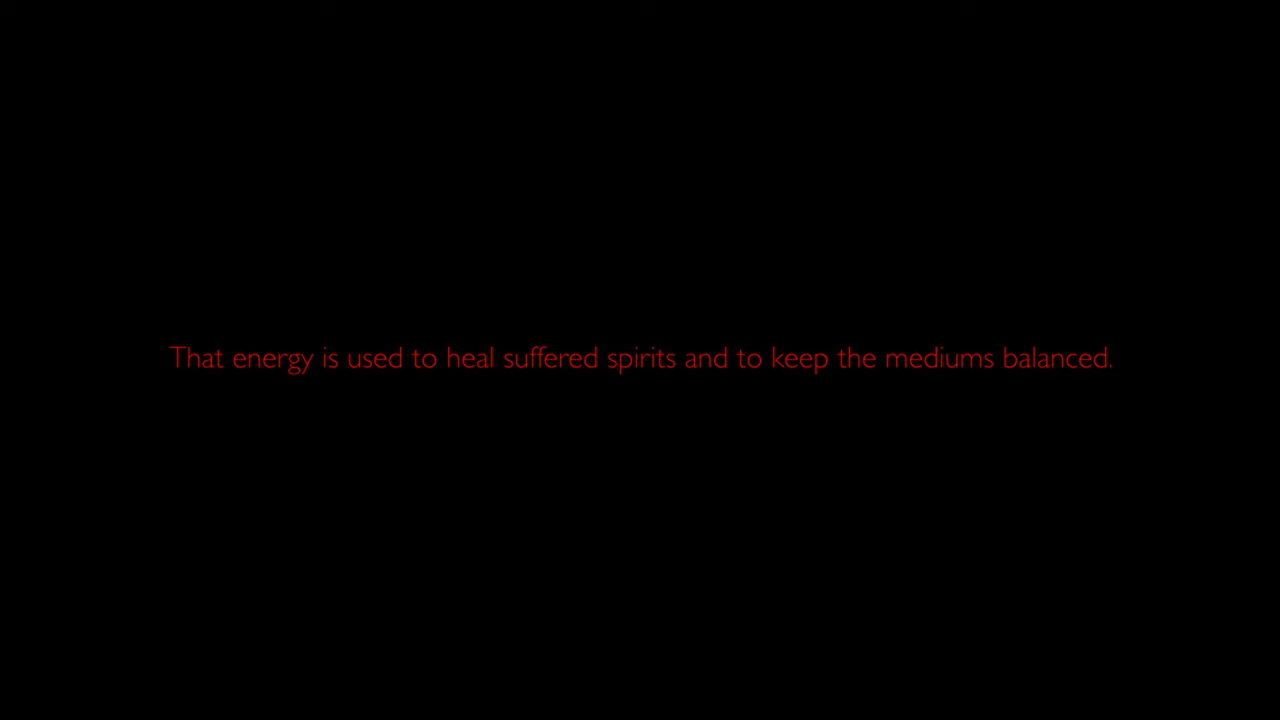 That energy is used to heal suffered spirits and to keep the mediums balanced.